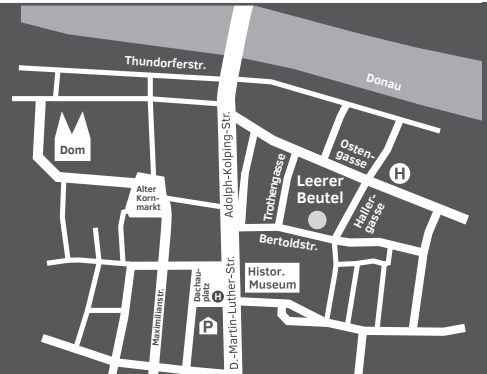 Thundorferstr.
Donau
Dom
Adolph-Kolping-Str.
Osten-
gasse
H
Trothengasse
Leerer
Beutel
Haller-
gasse
Alter
Korn-
markt
Bertoldstr.
Histor.
Museum
Dachau-
platz
H
Maximilianstr.
P
D.-Martin-Luther-Str.